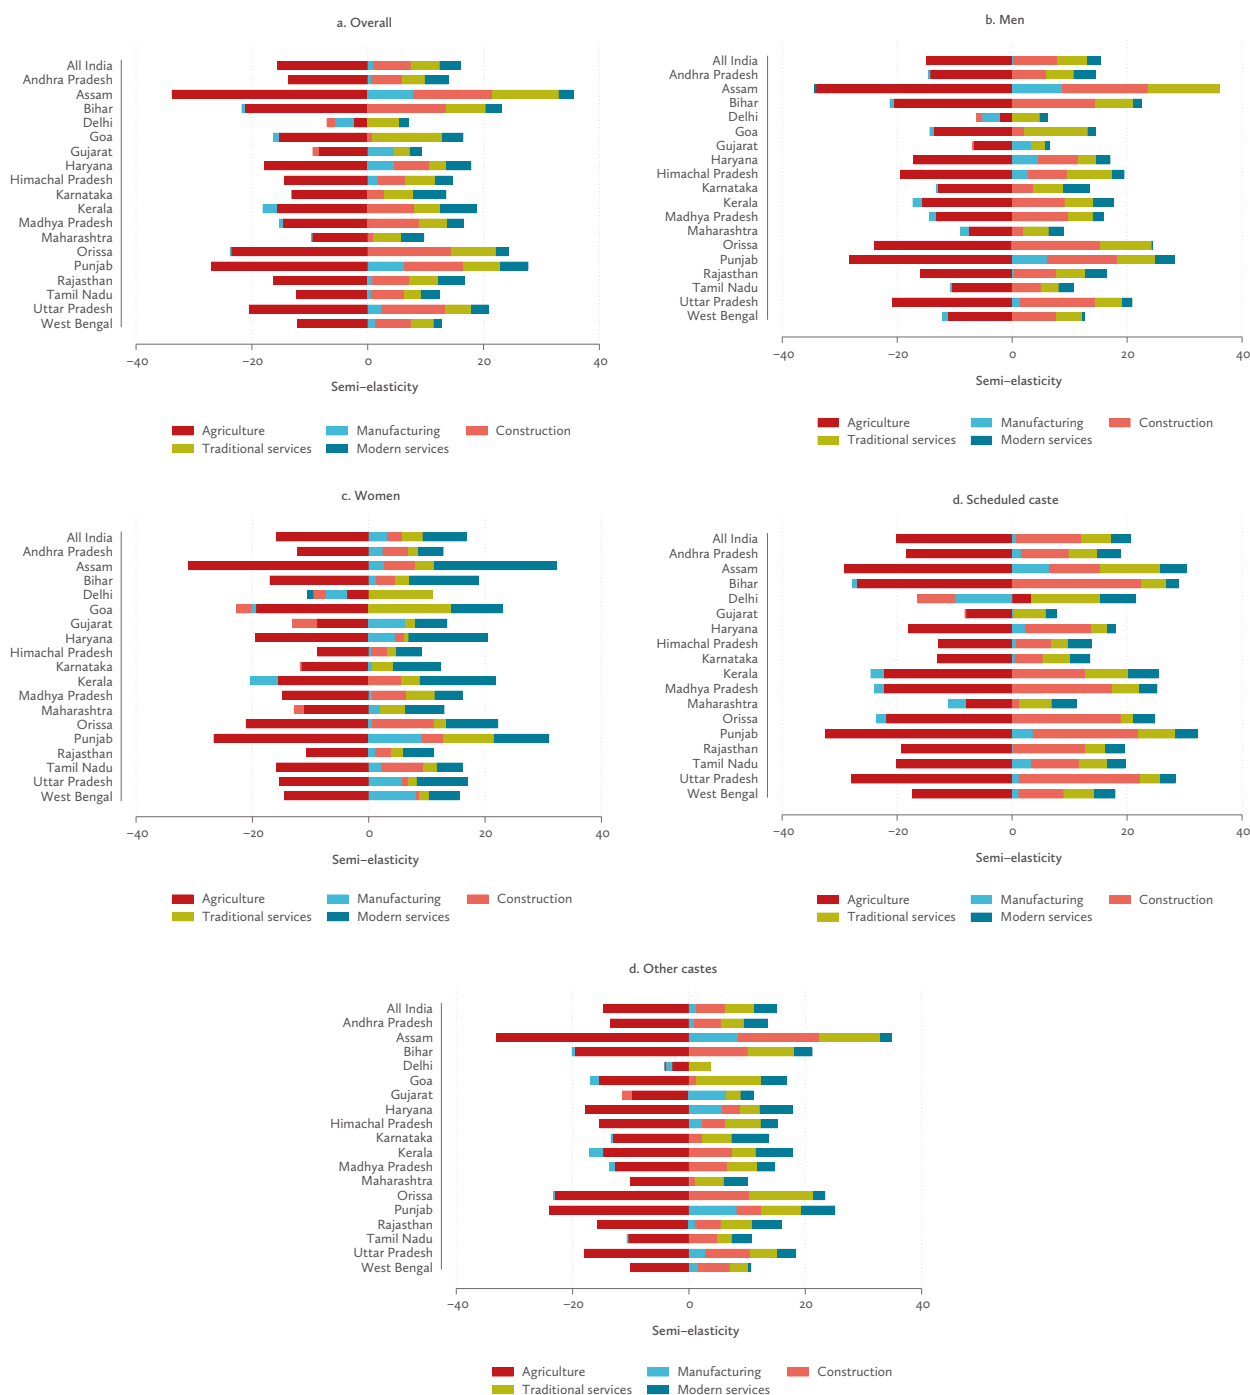 a. Overall
All India
Andhra Pradesh
Assam
Bihar
Delhi
Goa
Gujarat
Haryana
Himachal Pradesh
Karnataka
Kerala
Madhya Pradesh
Maharashtra
Orissa
Punjab
Rajasthan
Tamil Nadu
Uttar Pradesh
West Bengal
−40 −20 0 20 40
Semi−elasticity
Agriculture Manufacturing Construction
Traditional services Modern services
b. Men
All India
Andhra Pradesh
Assam
Bihar
Delhi
Goa
Gujarat
Haryana
Himachal Pradesh
Karnataka
Kerala
Madhya Pradesh
Maharashtra
Orissa
Punjab
Rajasthan
Tamil Nadu
Uttar Pradesh
West Bengal
−40 −20 0 20 40
Semi−elasticity
Agriculture Manufacturing Construction
Traditional services Modern services
c. Women
All India
Andhra Pradesh
Assam
Bihar
Delhi
Goa
Gujarat
Haryana
Himachal Pradesh
Karnataka
Kerala
Madhya Pradesh
Maharashtra
Orissa
Punjab
Rajasthan
Tamil Nadu
Uttar Pradesh
West Bengal
−40 −20 0 20 40
Semi−elasticity
Agriculture Manufacturing Construction
Traditional services Modern services
d. Scheduled caste
All India
Andhra Pradesh
Assam
Bihar
Delhi
Gujarat
Haryana
Himachal Pradesh
Karnataka
Kerala
Madhya Pradesh
Maharashtra
Orissa
Punjab
Rajasthan
Tamil Nadu
Uttar Pradesh
West Bengal
−40 −20 0 20 40
Semi−elasticity
Agriculture Manufacturing Construction
Traditional services Modern services
d. Other castes
All India
Andhra Pradesh
Assam
Bihar
Delhi
Goa
Gujarat
Haryana
Himachal Pradesh
Karnataka
Kerala
Madhya Pradesh
Maharashtra
Orissa
Punjab
Rajasthan
Tamil Nadu
Uttar Pradesh
West Bengal
−40 −20 0 20 40
Semi−elasticity
Agriculture Manufacturing Construction
Traditional services Modern services